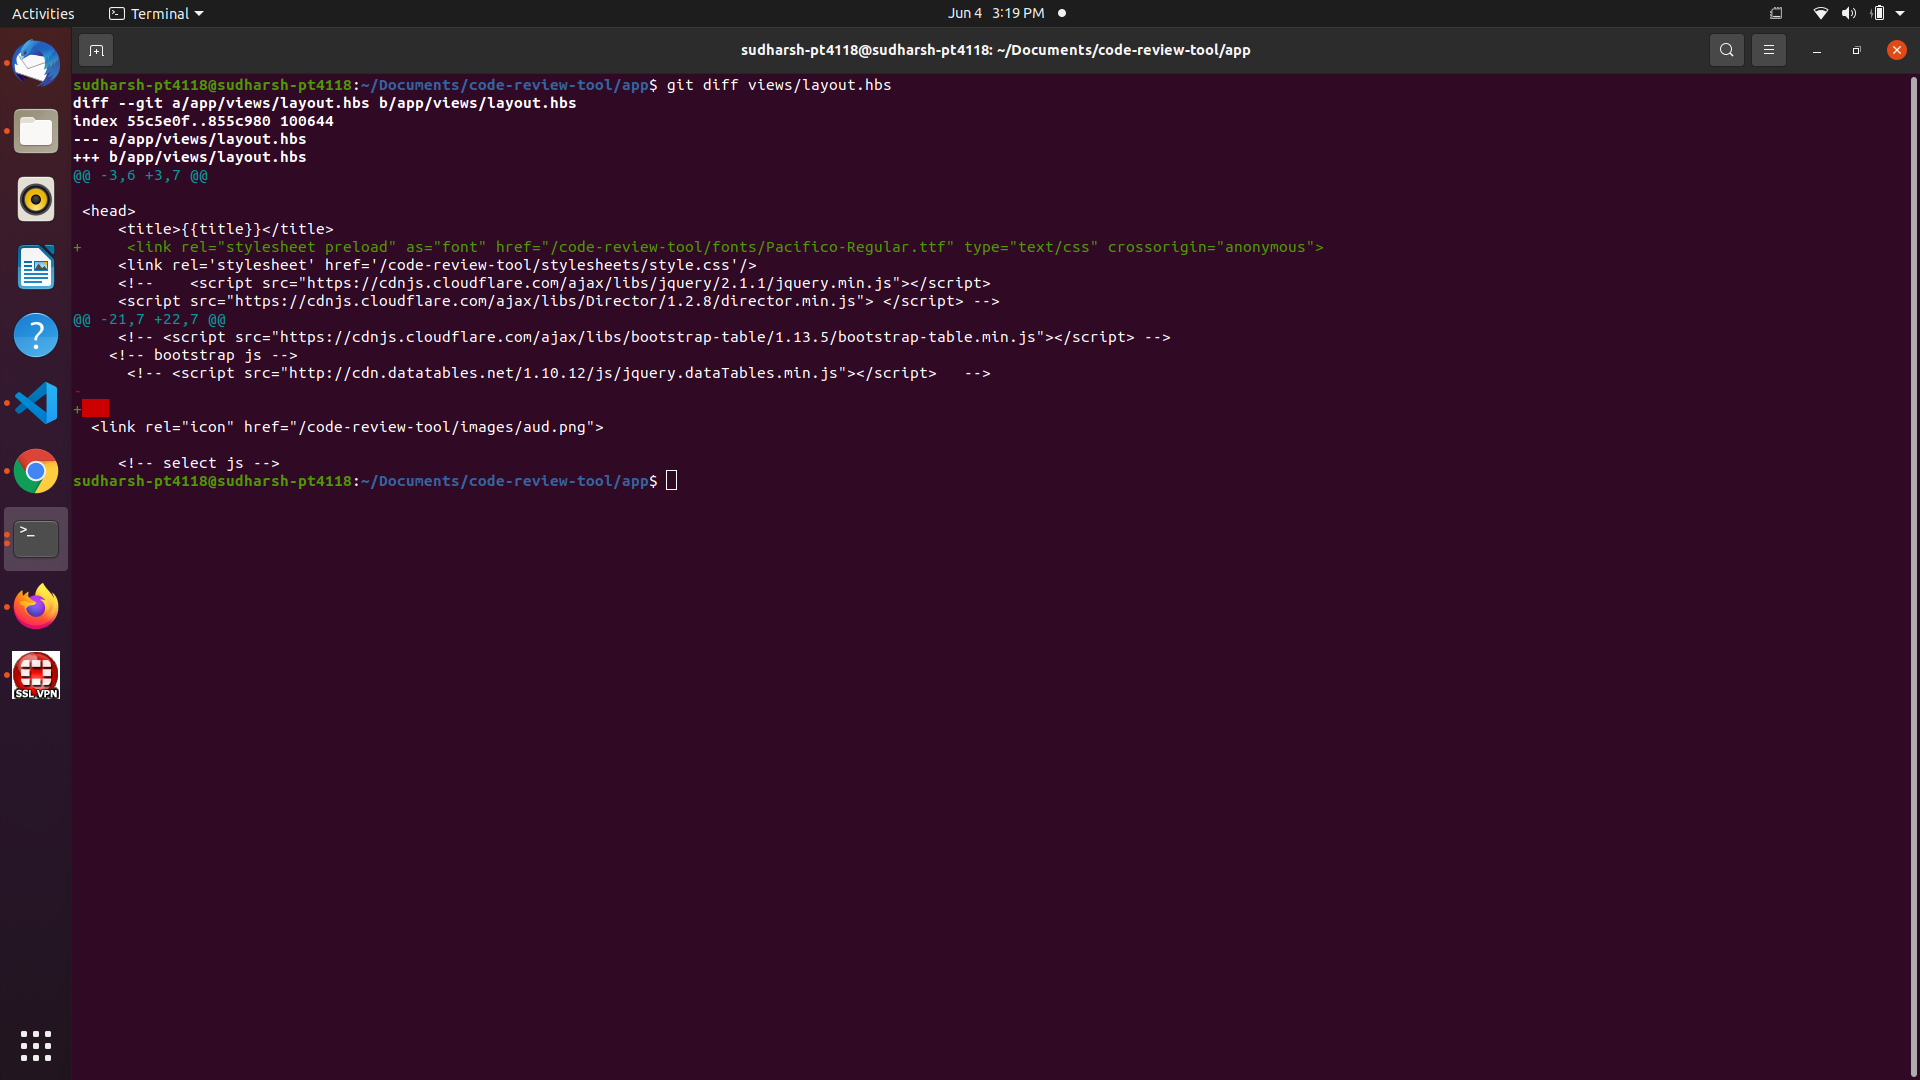 Activities
Terminal
Jun 4 3:19 PM
sudharsh-pt4118@sudharsh-pt4118: ~/Documents/code-review-tool/app
sudharsh-pt4118@sudharsh-pt4118:~/Documents/code-review-tool/app$ git diff views/layout.hbs
diff --git a/app/views/layout.hbs b/app/views/layout.hbs
index 55c5e0f..855c980 100644
--- a/app/views/layout.hbs
+++ b/app/views/layout.hbs
@@ -3,6 +3,7 @@
<head>
<title>{{title}}</title>
+     <link rel="stylesheet preload" as="font" href="/code-review-tool/fonts/Pacifico-Regular.ttf" type="text/css" crossorigin="anonymous">
<link rel='stylesheet' href='/code-review-tool/stylesheets/style.css'/>
<!--    <script src="https://cdnjs.cloudflare.com/ajax/libs/jquery/2.1.1/jquery.min.js"></script>
<script src="https://cdnjs.cloudflare.com/ajax/libs/Director/1.2.8/director.min.js"> </script> -->
@@ -21,7 +22,7 @@
<!-- <script src="https://cdnjs.cloudflare.com/ajax/libs/bootstrap-table/1.13.5/bootstrap-table.min.js"></script> -->
<!-- bootstrap js -->
<!-- <script src="http://cdn.datatables.net/1.10.12/js/jquery.dataTables.min.js"></script>   -->
-
+
<link rel="icon" href="/code-review-tool/images/aud.png">
<!-- select js -->
sudharsh-pt4118@sudharsh-pt4118:~/Documents/code-review-tool/app$
>_
SSL VPN